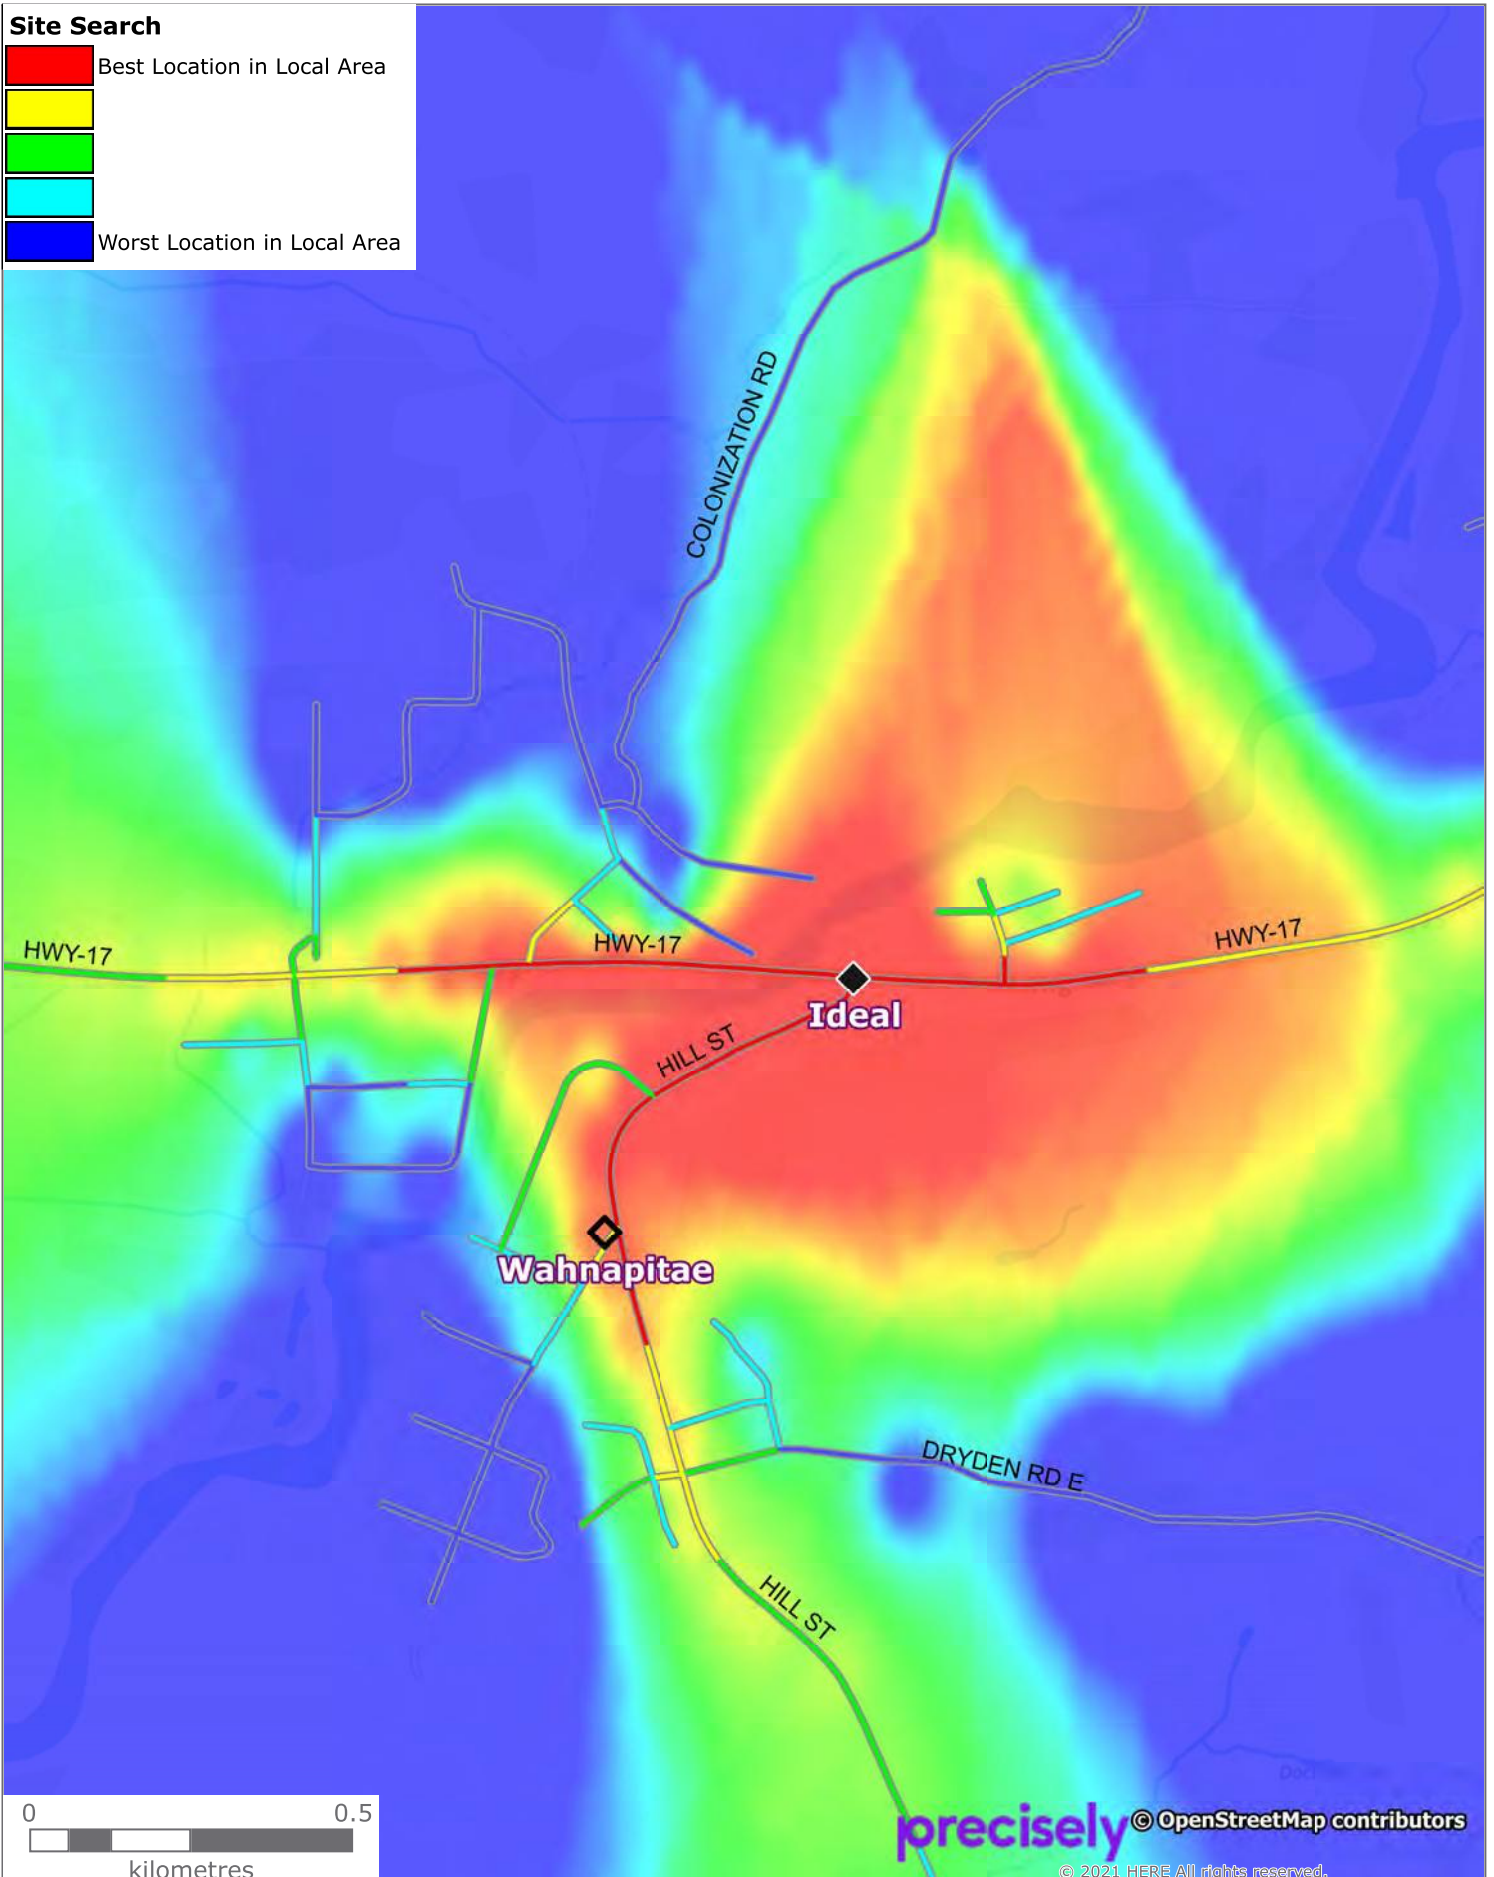 Site Search
Best Location in Local Area
Worst Location in Local Area
COLONIZATION RD
HWY-17
HWY-17
HWY-17
Ideal
HILL ST
Wahnapitae
DRYDEN RD E
HILL ST
0 0.5
kilometres
precisely © OpenStreetMap contributors
© 2021 HERE All rights reserved.